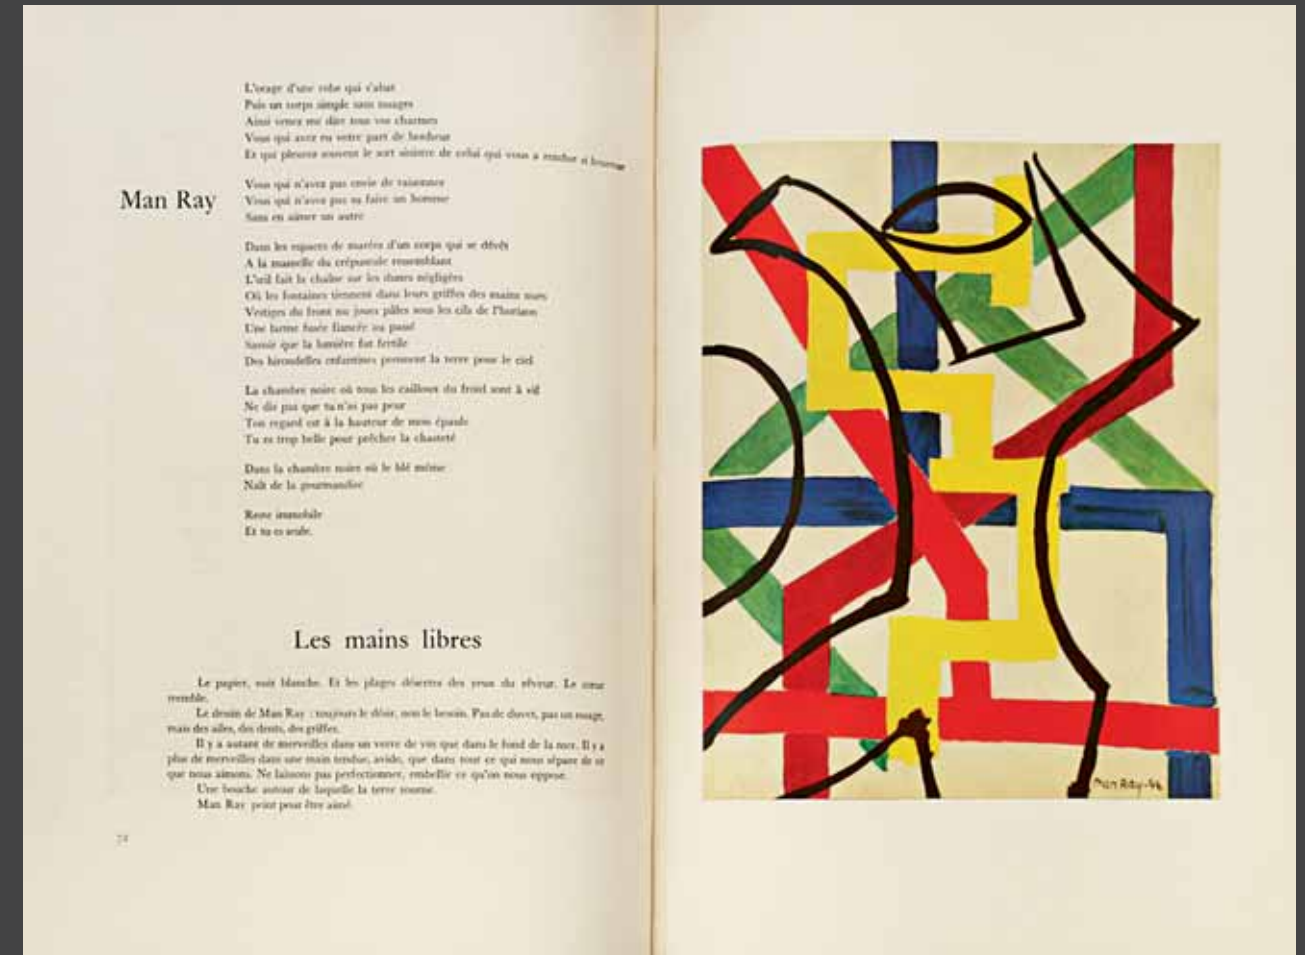 L'orage d'une robe qui s'abat
Puis un corps simple sans nuages
Ainsi venez me dire tous vos charmes
Vous qui avez eu votre part de bonheur
Et qui pleurez souvent le sort sinistre de celui qui vous a rendue si heureuse
Man Ray
Vous qui n'avez pas envie de raisonner
Vous qui n'avez pas su faire un homme
Sans en aimer un autre
Dans les espaces de marées d'un corps qui se dévêt
A la mamelle du crépuscule ressemblant
L'œil fait la chaîne sur les dunes négligées
Où les fontaines tiennent dans leurs griffes des mains nues
Vestiges du front nu joues pâles sous les cils de l'horizon
Une larme fusée fiancée au passé
Savoir que la lumière fut fertile
Des hirondelles enfantines prennent la terre pour le ciel
La chambre noire où tous les cailloux du froid sont à vif
Ne dis pas que tu n'as pas peur
Ton regard est à la hauteur de mon épaule
Tu es trop belle pour prêcher la chasteté
Dans la chambre noire où le blé même
Naît de la gourmandise
Reste immobile
Et tu es seule.
Les mains libres
Le papier, nuit blanche. Et les plages désertes des yeux du rêveur. Le cœur
tremble.
Le dessin de Man Ray : toujours le désir, non le besoin. Pas de duvet, pas un nuage,
mais des ailes, des dents, des griffes.
Il y a autant de merveilles dans un verre de vin que dans le fond de la mer. Il y a
plus de merveilles dans une main tendue, avide, que dans tout ce qui nous sépare de ce
que nous aimons. Ne laissons pas perfectionner, embellir ce qu'on nous oppose.
Une bouche autour de laquelle la terre tourne.
Man Ray peint pour être aimé.
72
Man Ray-